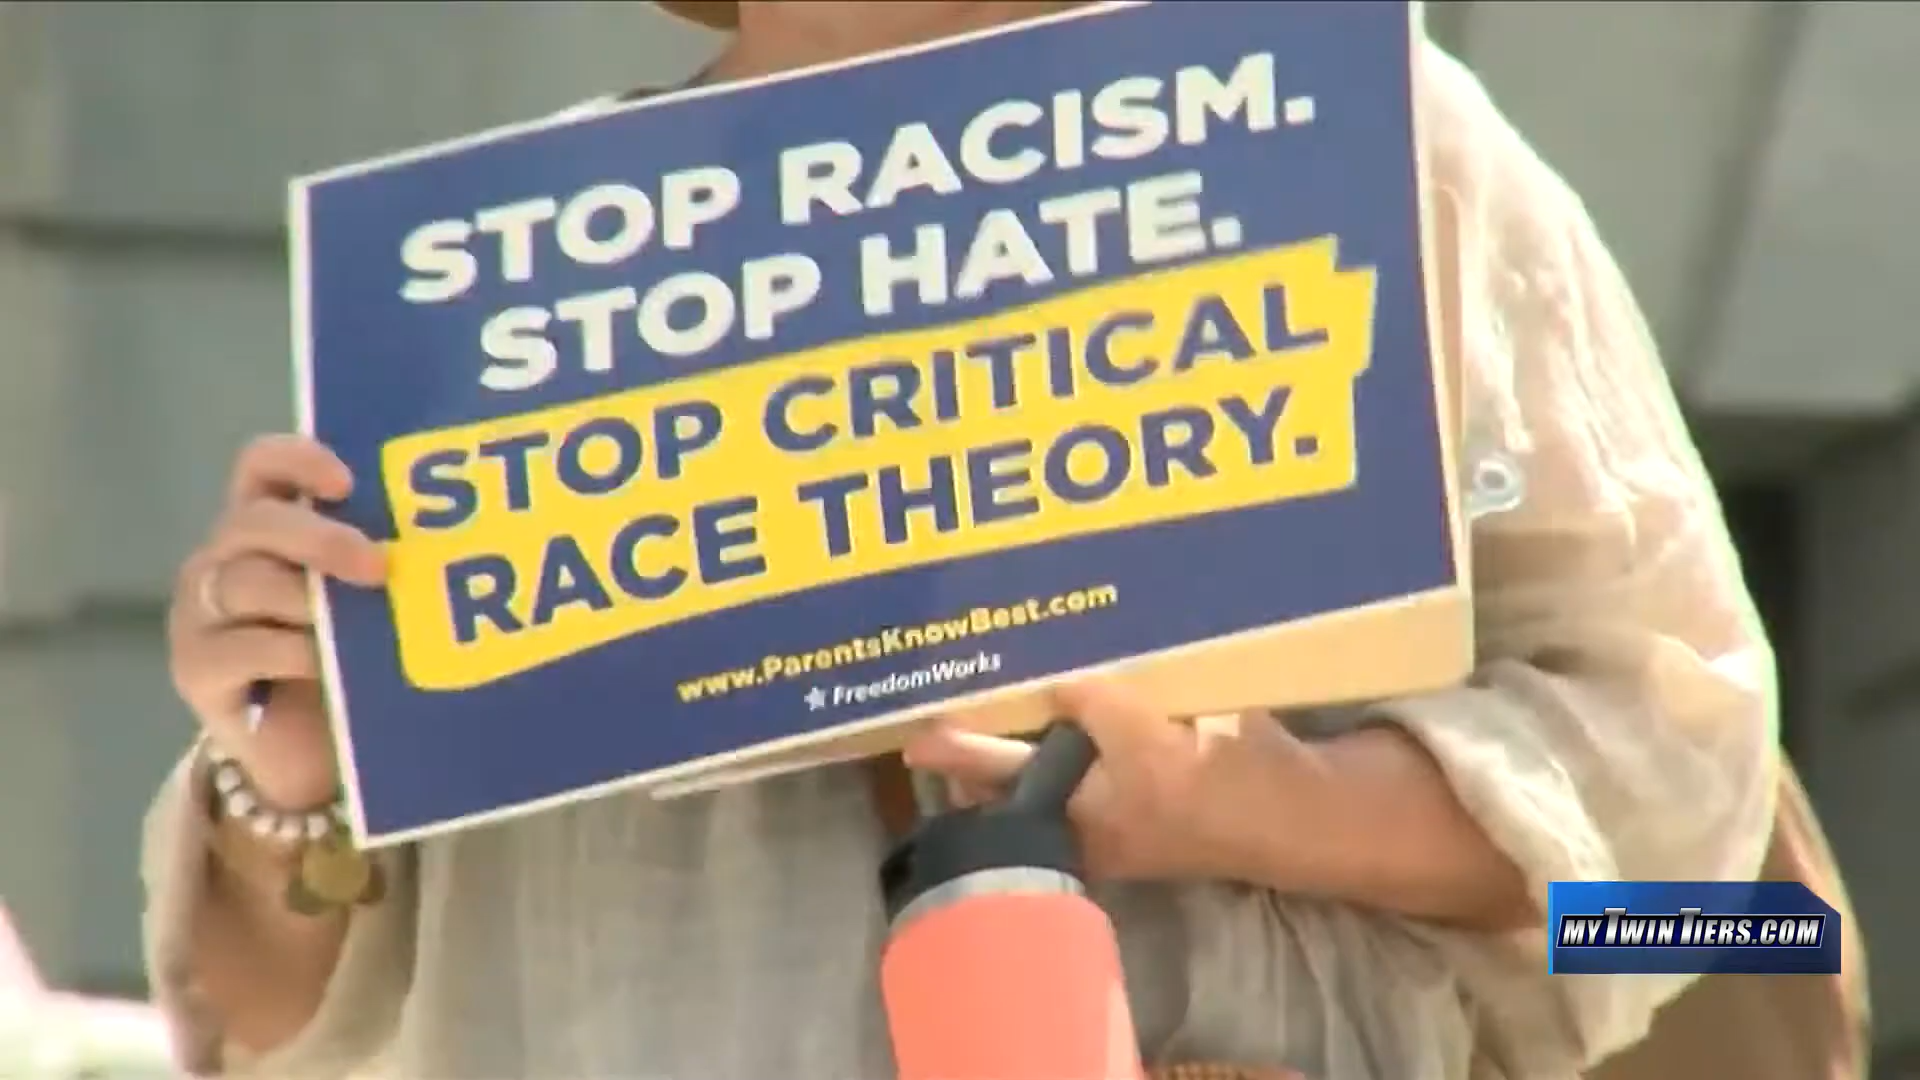 STOP RACISM.
STOP HATE.
STOP CRITICAL
RACE THEORY.
www.ParentsKnowBest.com
FreedomWorks
MYTWINTIERS.COM